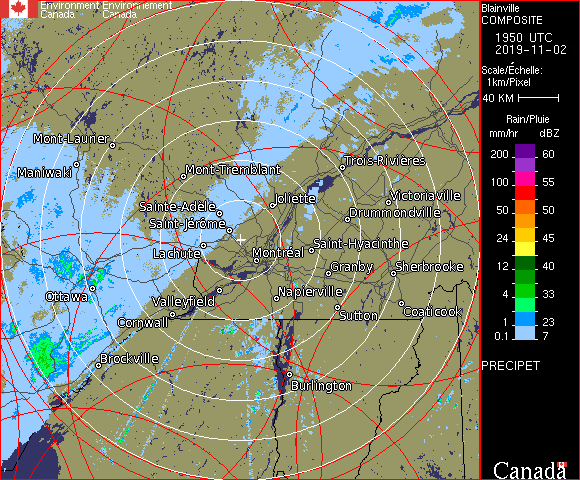 Environment Environnement
Canada Canada
Blainville
COMPOSITE
1950 UTC
2019-11-02
Scale/Échelle:
1km/Pixel
40 KM
Rain/Pluie
mm/hr dBZ
200 60
100 55
50 50
24 45
12 40
4 33
1 23
0.1 7
PRECIPET
Canada
Mont-Laurier
Maniwaki
Mont-Tremblant
Trois-Rivières
Sainte-Adele
Joliette
Victoriaville
Saint-Jérôme
Drummondville
Lachute
Montréal
Saint-Hyacinthe
Granby
Sherbrooke
Ottawa
Valleyfield
Napierville
Cornwall
Sutton
Coaticook
Brockville
Burlington